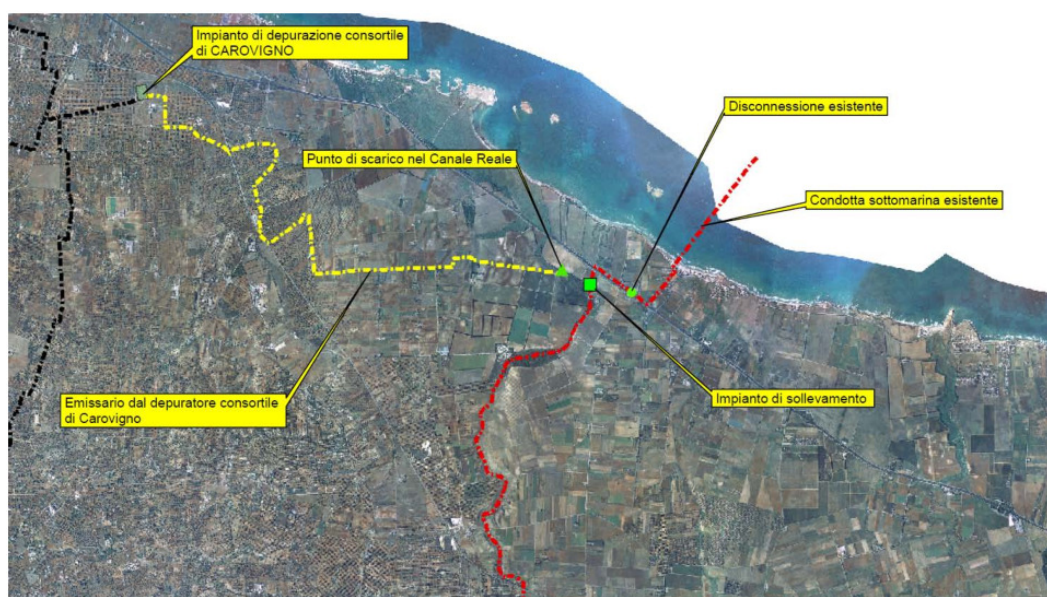 Impianto di depurazione consortile
di CAROVIGNO
Disconnessione esistente
Punto di scarico nel Canale Reale
Condotta sottomarina esistente
Emissario dal depuratore consortile
di Carovigno
Impianto di sollevamento